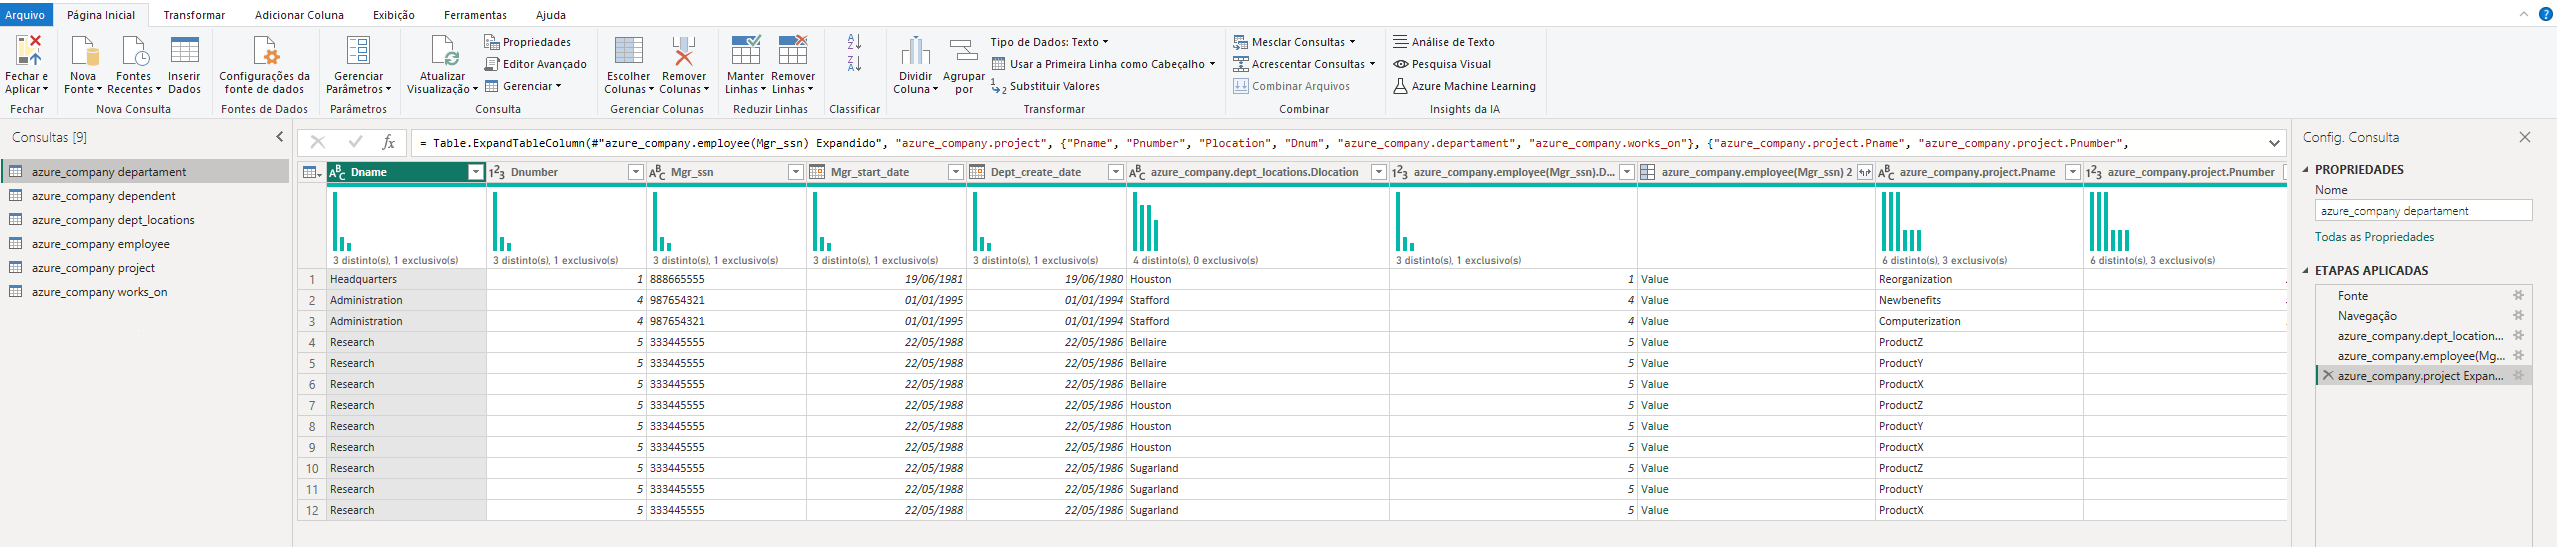 Arquivo Página Inicial Transformar Adicionar Coluna Exibição Ferramentas Ajuda
Fechar e Aplicar
Nova Fonte
Fontes Recentes
Inserir Dados
Configurações da fonte de dados
Gerenciar Parâmetros
Atualizar Visualização
Propriedades
Editor Avançado
Gerenciar
Escolher Colunas
Remover Colunas
Manter Linhas
Remover Linhas
Dividir Coluna
Agrupar por
Tipo de Dados: Texto
Usar a Primeira Linha como Cabeçalho
Substituir Valores
Mesclar Consultas
Acrescentar Consultas
Combinar Arquivos
Análise de Texto
Pesquisa Visual
Azure Machine Learning
Fechar Nova Consulta Fontes de Dados Parâmetros Consulta Gerenciar Colunas Reduzir Linhas Classificar Transformar Combinar Insights da IA
Consultas [9]
azure_company departament
azure_company dependent
azure_company dept_locations
azure_company employee
azure_company project
azure_company works_on
= Table.ExpandTableColumn(#"azure_company.employee(Mgr_ssn) Expandido", "azure_company.project", {"Pname", "Pnumber", "Plocation", "Dnum", "azure_company.departament", "azure_company.works_on"}, {"azure_company.project.Pname", "azure_company.project.Pnumber",
Dname Dnumber Mgr_ssn Mgr_start_date Dept_create_date azure_company.dept_locations.Dlocation azure_company.employee(Mgr_ssn).D... azure_company.employee(Mgr_ssn) 2 azure_company.project.Pname azure_company.project.Pnumber
3 distinto(s), 1 exclusivo(s) 3 distinto(s), 1 exclusivo(s) 3 distinto(s), 1 exclusivo(s) 3 distinto(s), 1 exclusivo(s) 3 distinto(s), 1 exclusivo(s) 4 distinto(s), 0 exclusivo(s) 3 distinto(s), 1 exclusivo(s) 6 distinto(s), 3 exclusivo(s) 6 distinto(s), 3 exclusivo(s)
1 Headquarters 1 888665555 19/06/1981 19/06/1980 Houston 1 Value Reorganization
2 Administration 4 987654321 01/01/1995 01/01/1994 Stafford 4 Value Newbenefits
3 Administration 4 987654321 01/01/1995 01/01/1994 Stafford 4 Value Computerization
4 Research 5 333445555 22/05/1988 22/05/1986 Bellaire 5 Value ProductZ
5 Research 5 333445555 22/05/1988 22/05/1986 Bellaire 5 Value ProductY
6 Research 5 333445555 22/05/1988 22/05/1986 Bellaire 5 Value ProductX
7 Research 5 333445555 22/05/1988 22/05/1986 Houston 5 Value ProductZ
8 Research 5 333445555 22/05/1988 22/05/1986 Houston 5 Value ProductY
9 Research 5 333445555 22/05/1988 22/05/1986 Houston 5 Value ProductX
10 Research 5 333445555 22/05/1988 22/05/1986 Sugarland 5 Value ProductZ
11 Research 5 333445555 22/05/1988 22/05/1986 Sugarland 5 Value ProductY
12 Research 5 333445555 22/05/1988 22/05/1986 Sugarland 5 Value ProductX
Config. Consulta
PROPRIEDADES
Nome
azure_company departament
Todas as Propriedades
ETAPAS APLICADAS
Fonte
Navegação
azure_company.dept_location...
azure_company.employee(Mg...
azure_company.project Expan...